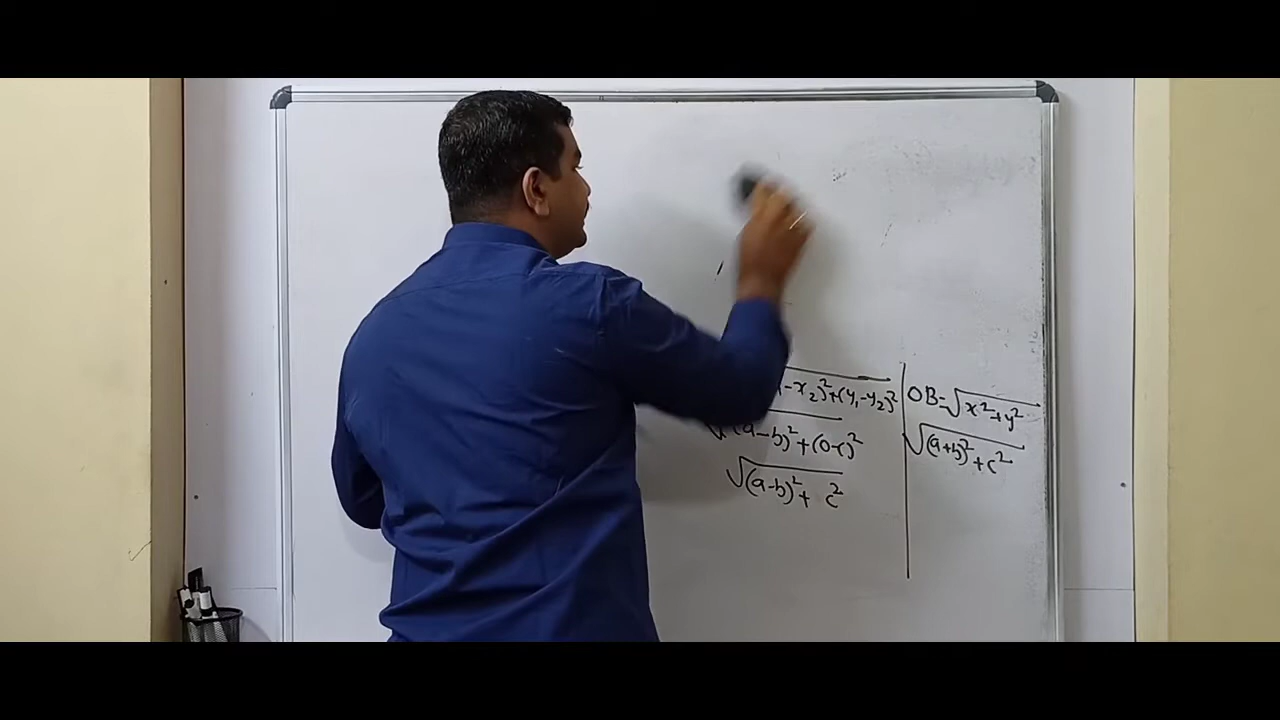 -x₂)²+(y₁-y₂)²
√(a-b)²+(0-c)²
√(a-b)²+ c²
OB=√x²+y²
√(a+b)²+c²